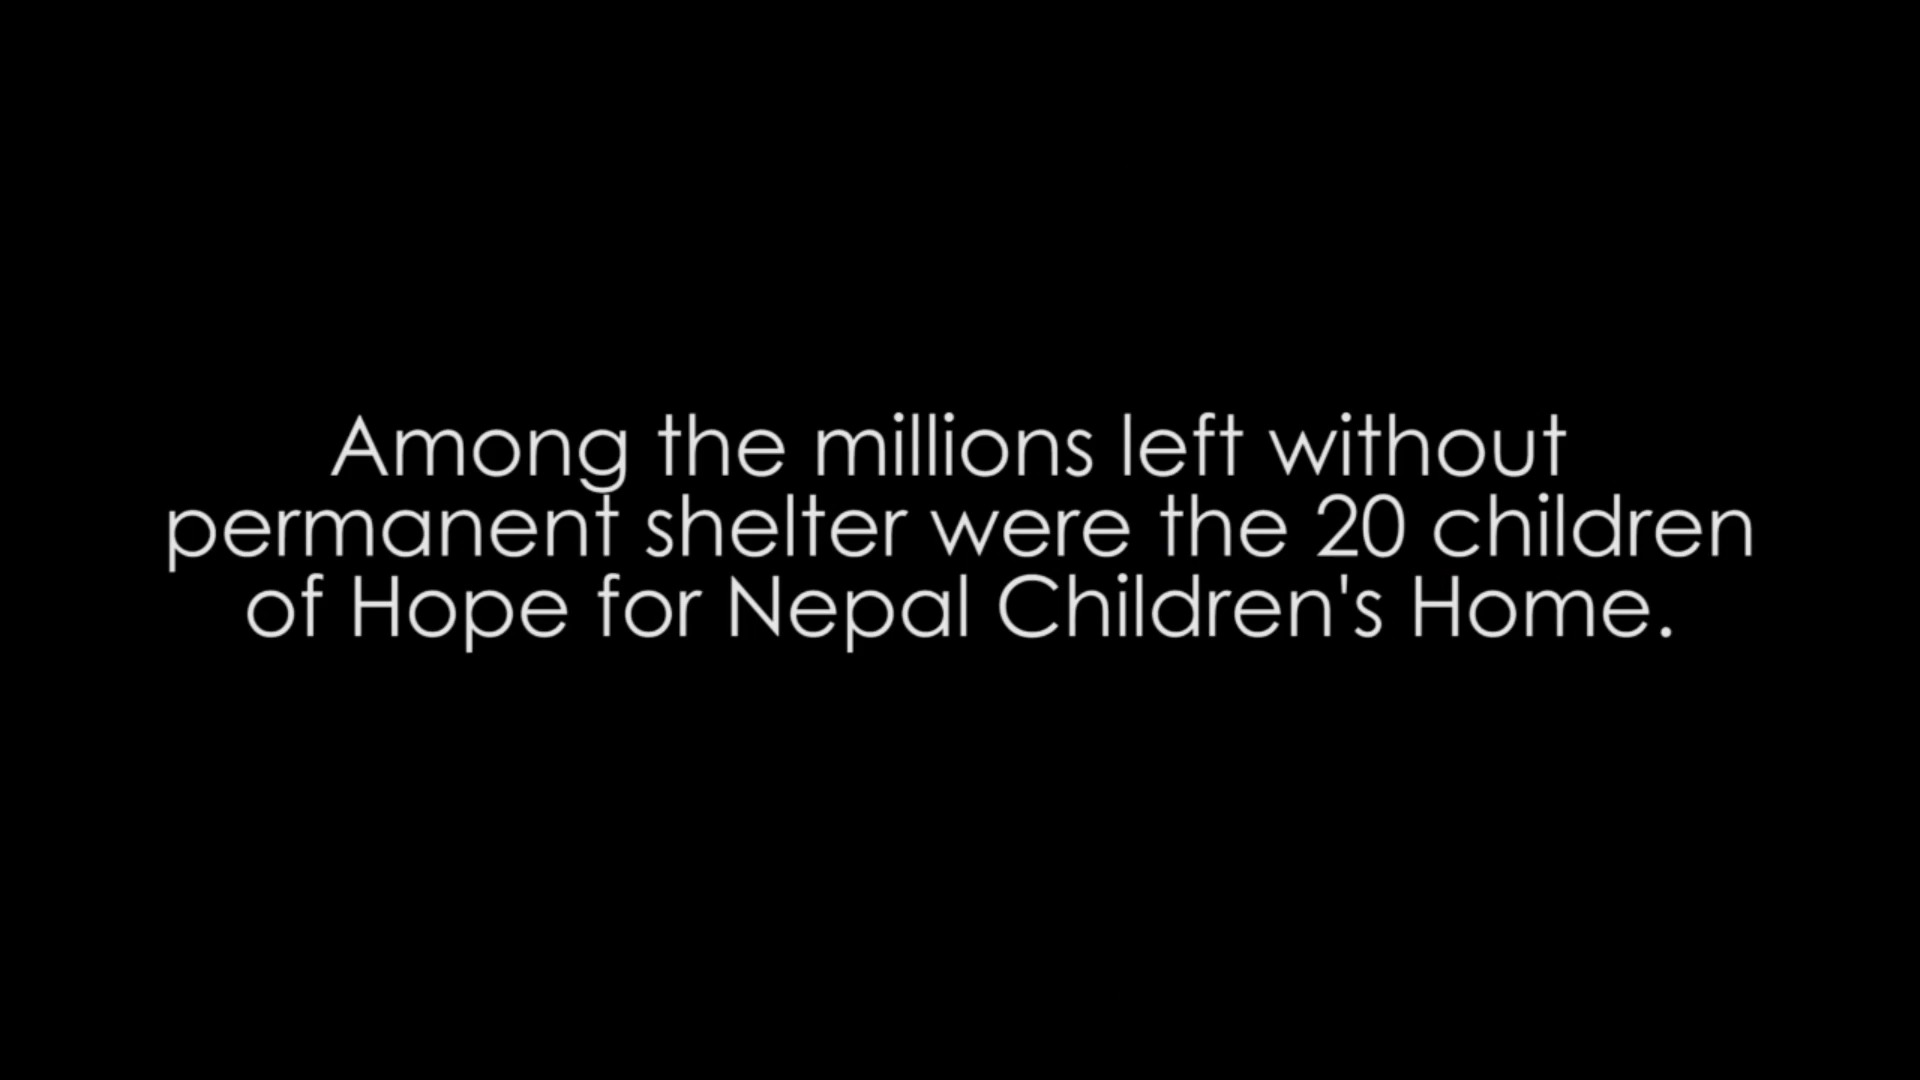 Among the millions left without
permanent shelter were the 20 children
of Hope for Nepal Children's Home.